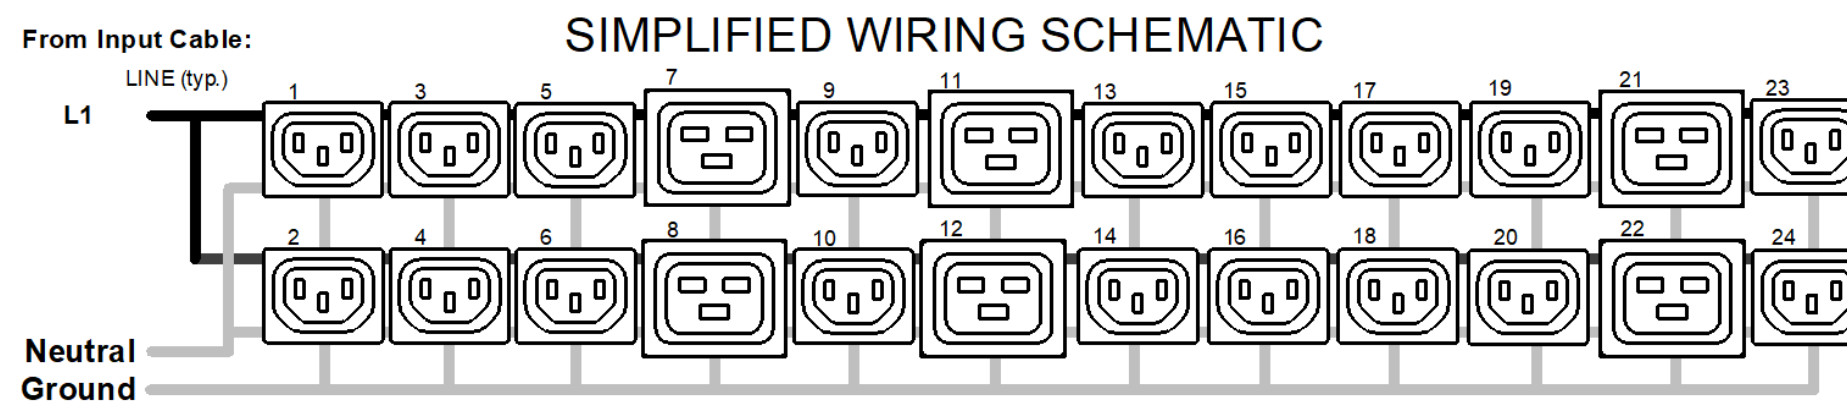 SIMPLIFIED WIRING SCHEMATIC
From Input Cable:
LINE (typ.)
L1
1 3 5 7 9 11 13 15 17 19 21 23
2 4 6 8 10 12 14 16 18 20 22 24
Neutral
Ground